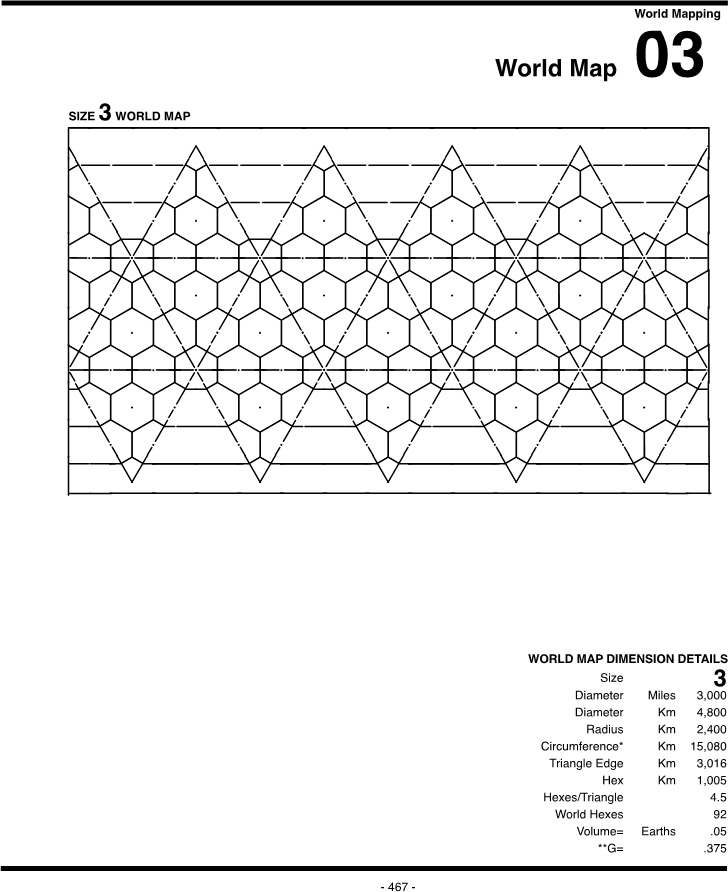 World Mapping
World Map 03
SIZE 3 WORLD MAP
WORLD MAP DIMENSION DETAILS
Size 3
Diameter Miles 3,000
Diameter Km 4,800
Radius Km 2,400
Circumference* Km 15,080
Triangle Edge Km 3,016
Hex Km 1,005
Hexes/Triangle 4.5
World Hexes 92
Volume= Earths .05
**G= .375
- 467 -